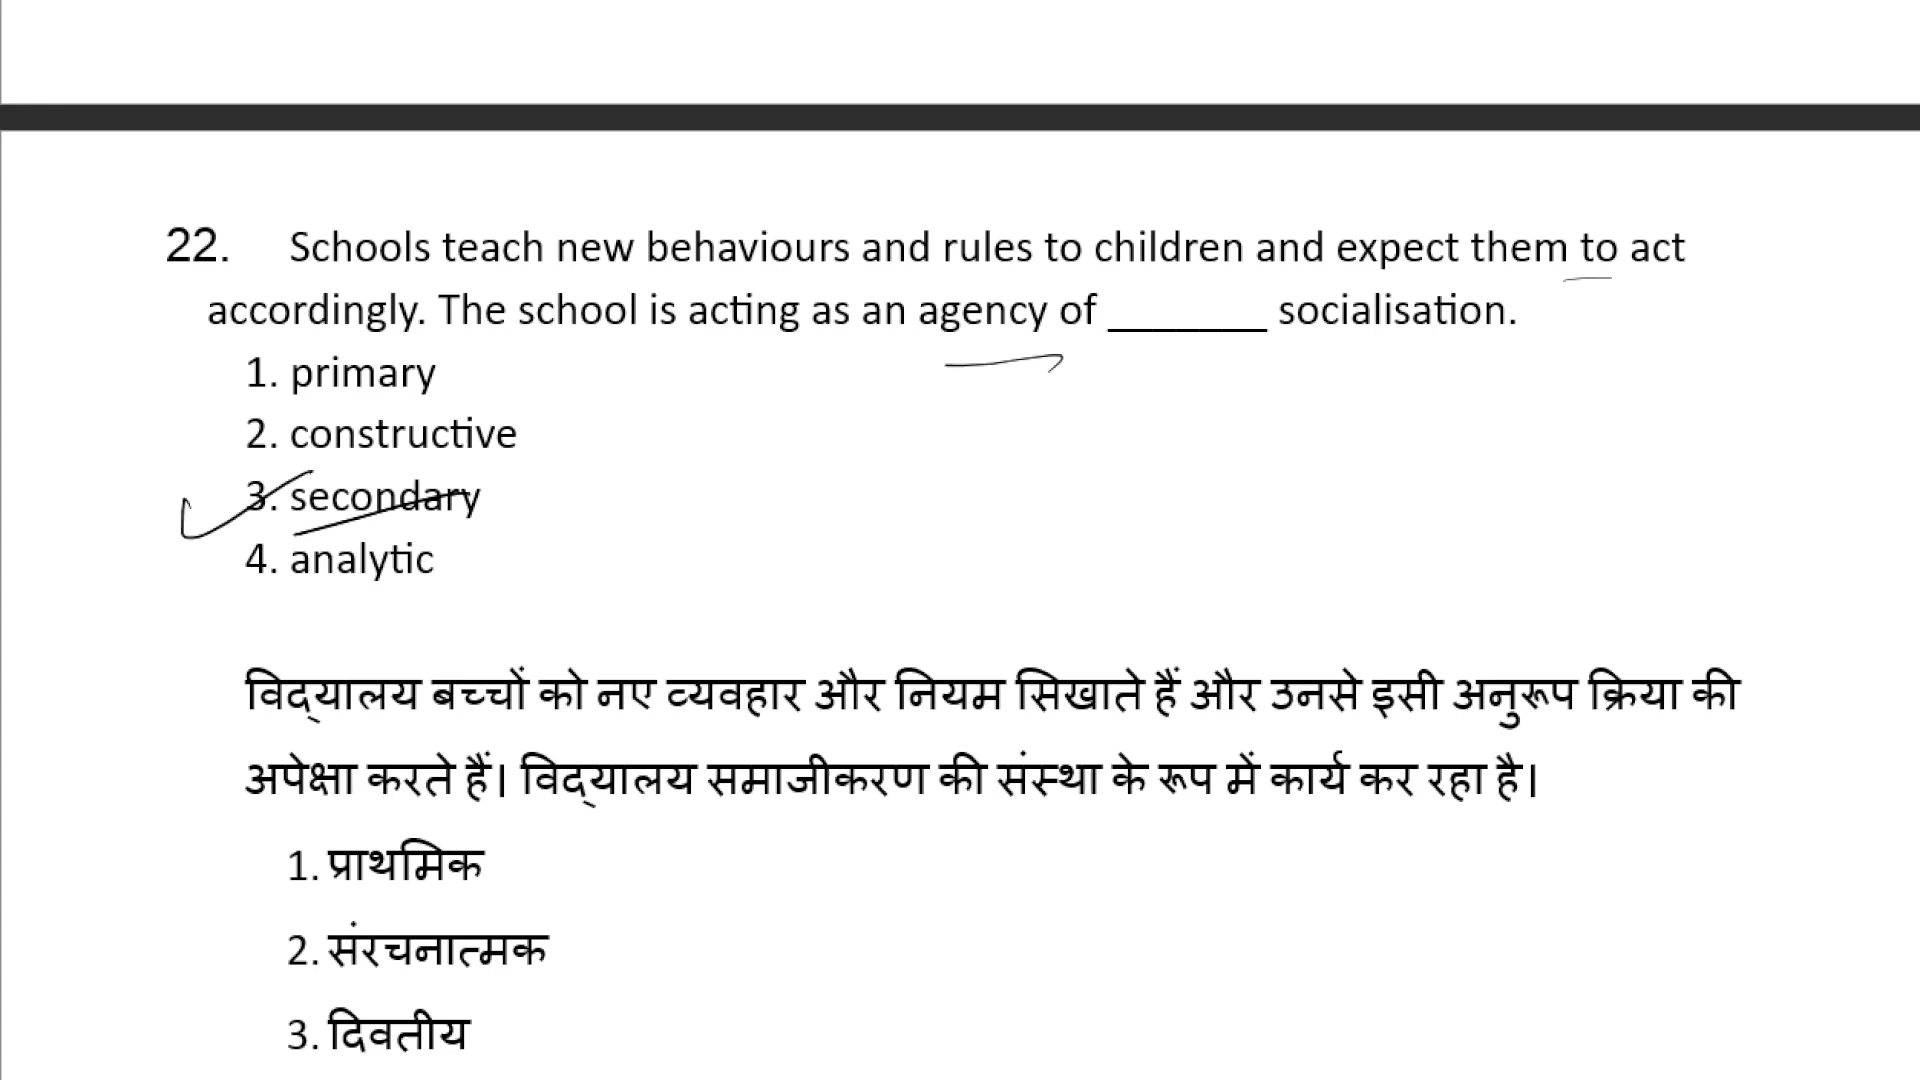 22. Schools teach new behaviours and rules to children and expect them to act
accordingly. The school is acting as an agency of _______ socialisation.
1. primary
2. constructive
3. secondary
4. analytic
विद्यालय बच्चों को नए व्यवहार और नियम सिखाते हैं और उनसे इसी अनुरूप क्रिया की
अपेक्षा करते हैं। विद्यालय समाजीकरण की संस्था के रूप में कार्य कर रहा है।
1. प्राथमिक
2. संरचनात्मक
3. दिवतीय